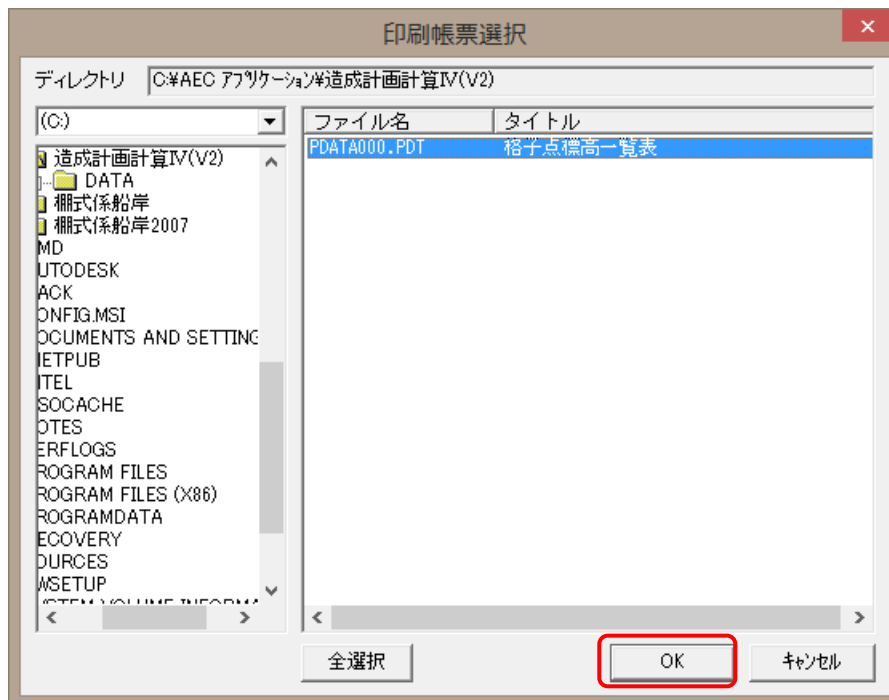 印刷帳票選択
ディレクトリ
C:¥AEC ｱﾌﾟﾘｹｰｼｮﾝ¥造成計画計算Ⅳ(V2)
(C:)
造成計画計算Ⅳ(V2)
DATA
棚式係船岸
棚式係船岸2007
MD
UTODESK
ACK
ONFIG.MSI
OCUMENTS AND SETTING
NETPUB
NTEL
SOCACHE
OTES
ERFLOGS
ROGRAM FILES
ROGRAM FILES (X86)
ROGRAMDATA
ECOVERY
OURCES
WSETUP
YSTEM VOLUME INFORMA
ファイル名
タイトル
PDATA000.PDT
格子点標高一覧表
全選択
OK
ｷｬﾝｾﾙ